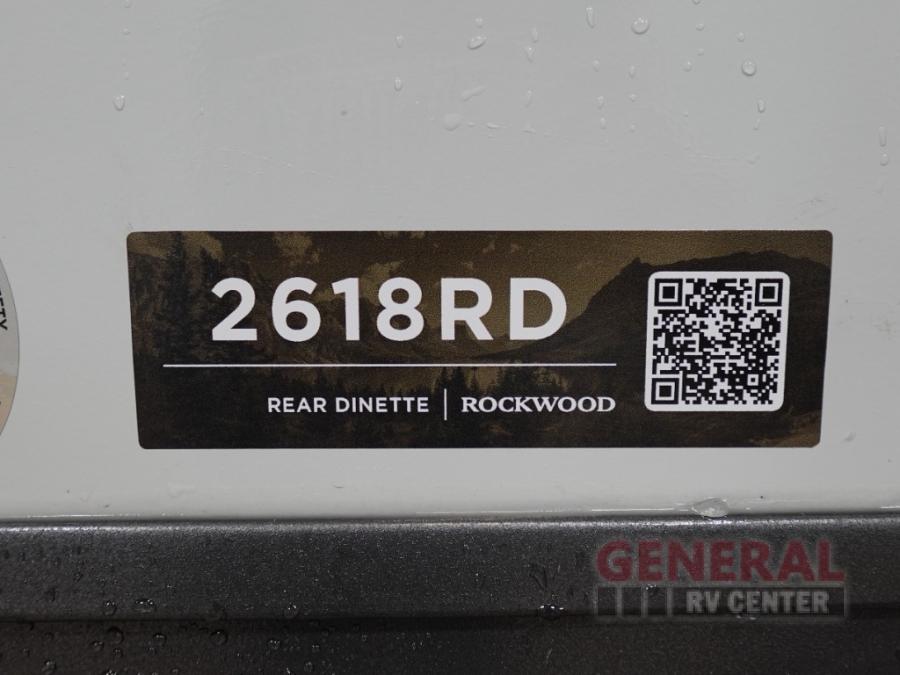 2618RD
REAR DINETTE | ROCKWOOD
GENERAL
RV CENTER